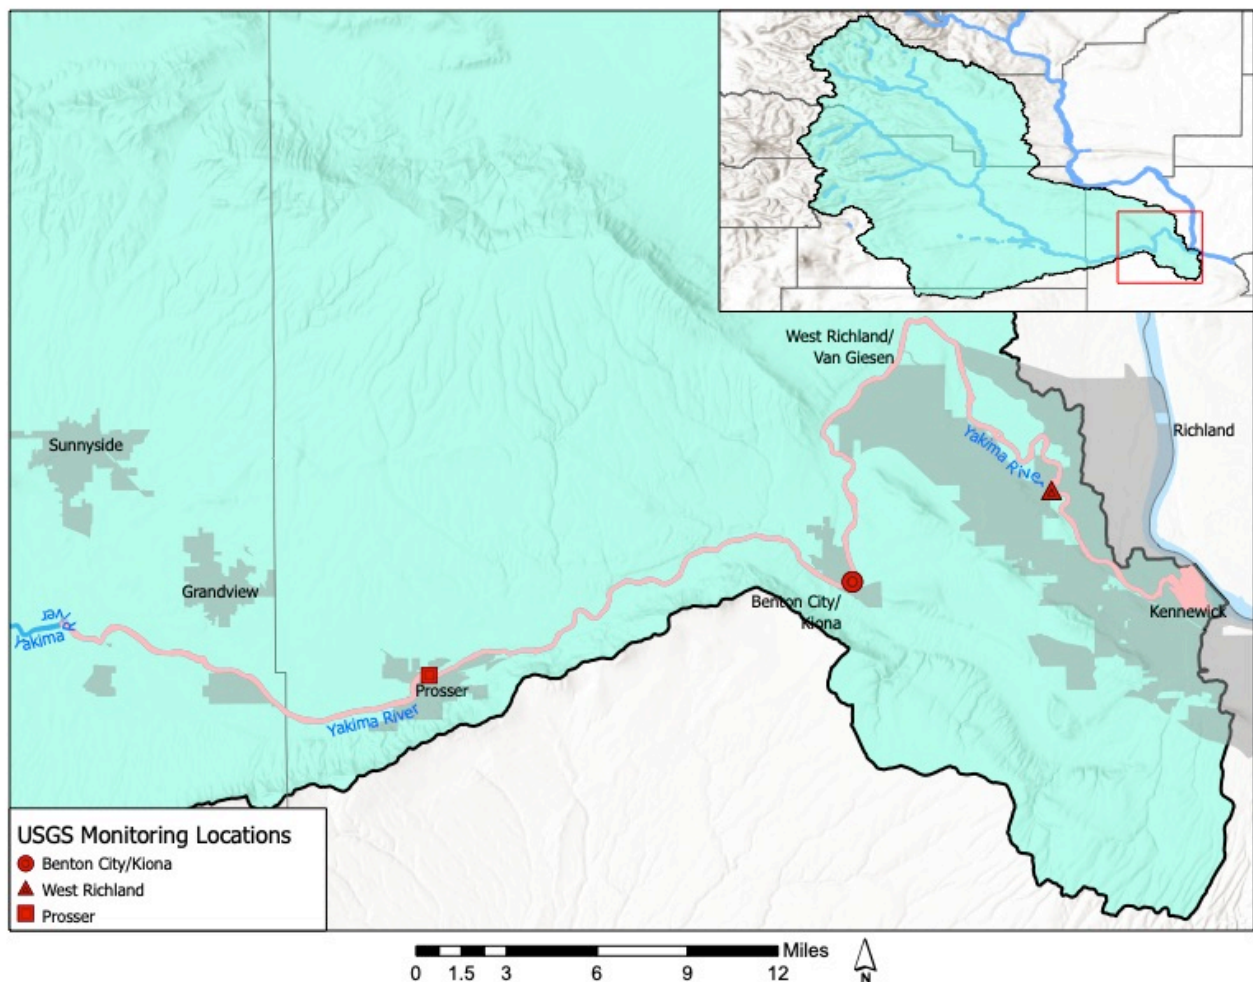 West Richland/
Van Giesen
Richland
Sunnyside
Yakima River
Grandview
Benton City/
Kiona
Kennewick
Yakima R
ver
Prosser
Yakima River
USGS Monitoring Locations
Benton City/Kiona
West Richland
Prosser
Miles
0 1.5 3 6 9 12
N